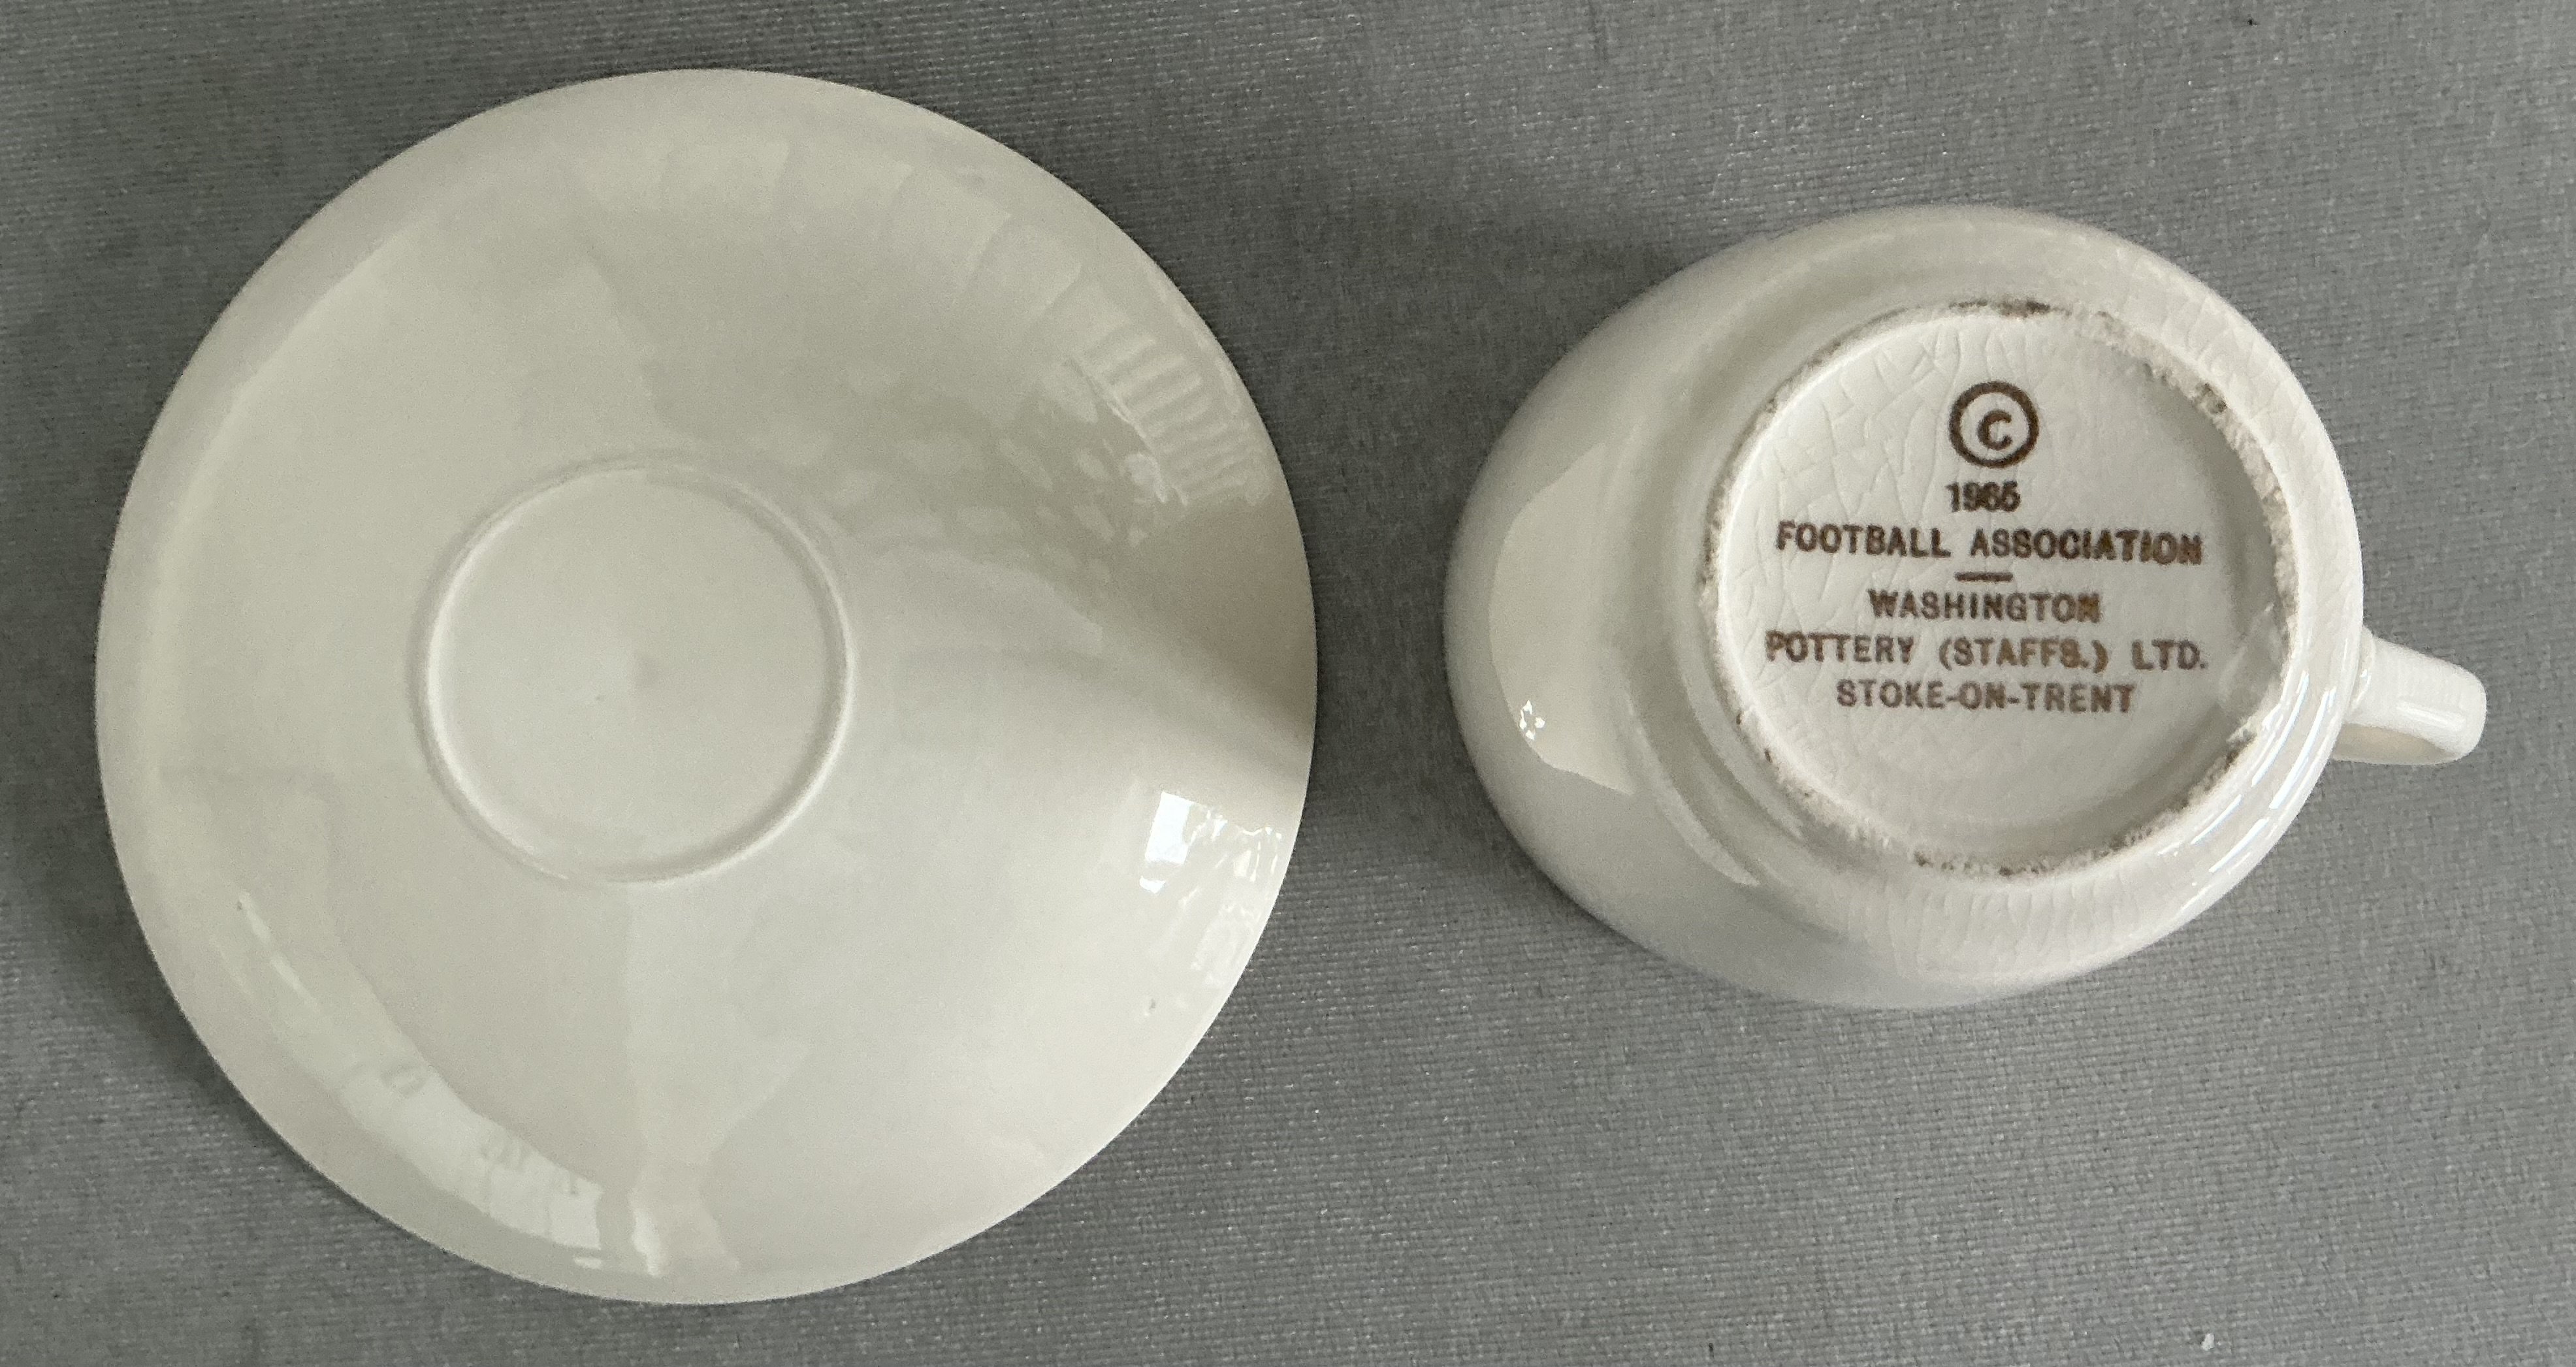 ©
1965
FOOTBALL ASSOCIATION
—
WASHINGTON
POTTERY (STAFFS.) LTD.
STOKE-ON-TRENT